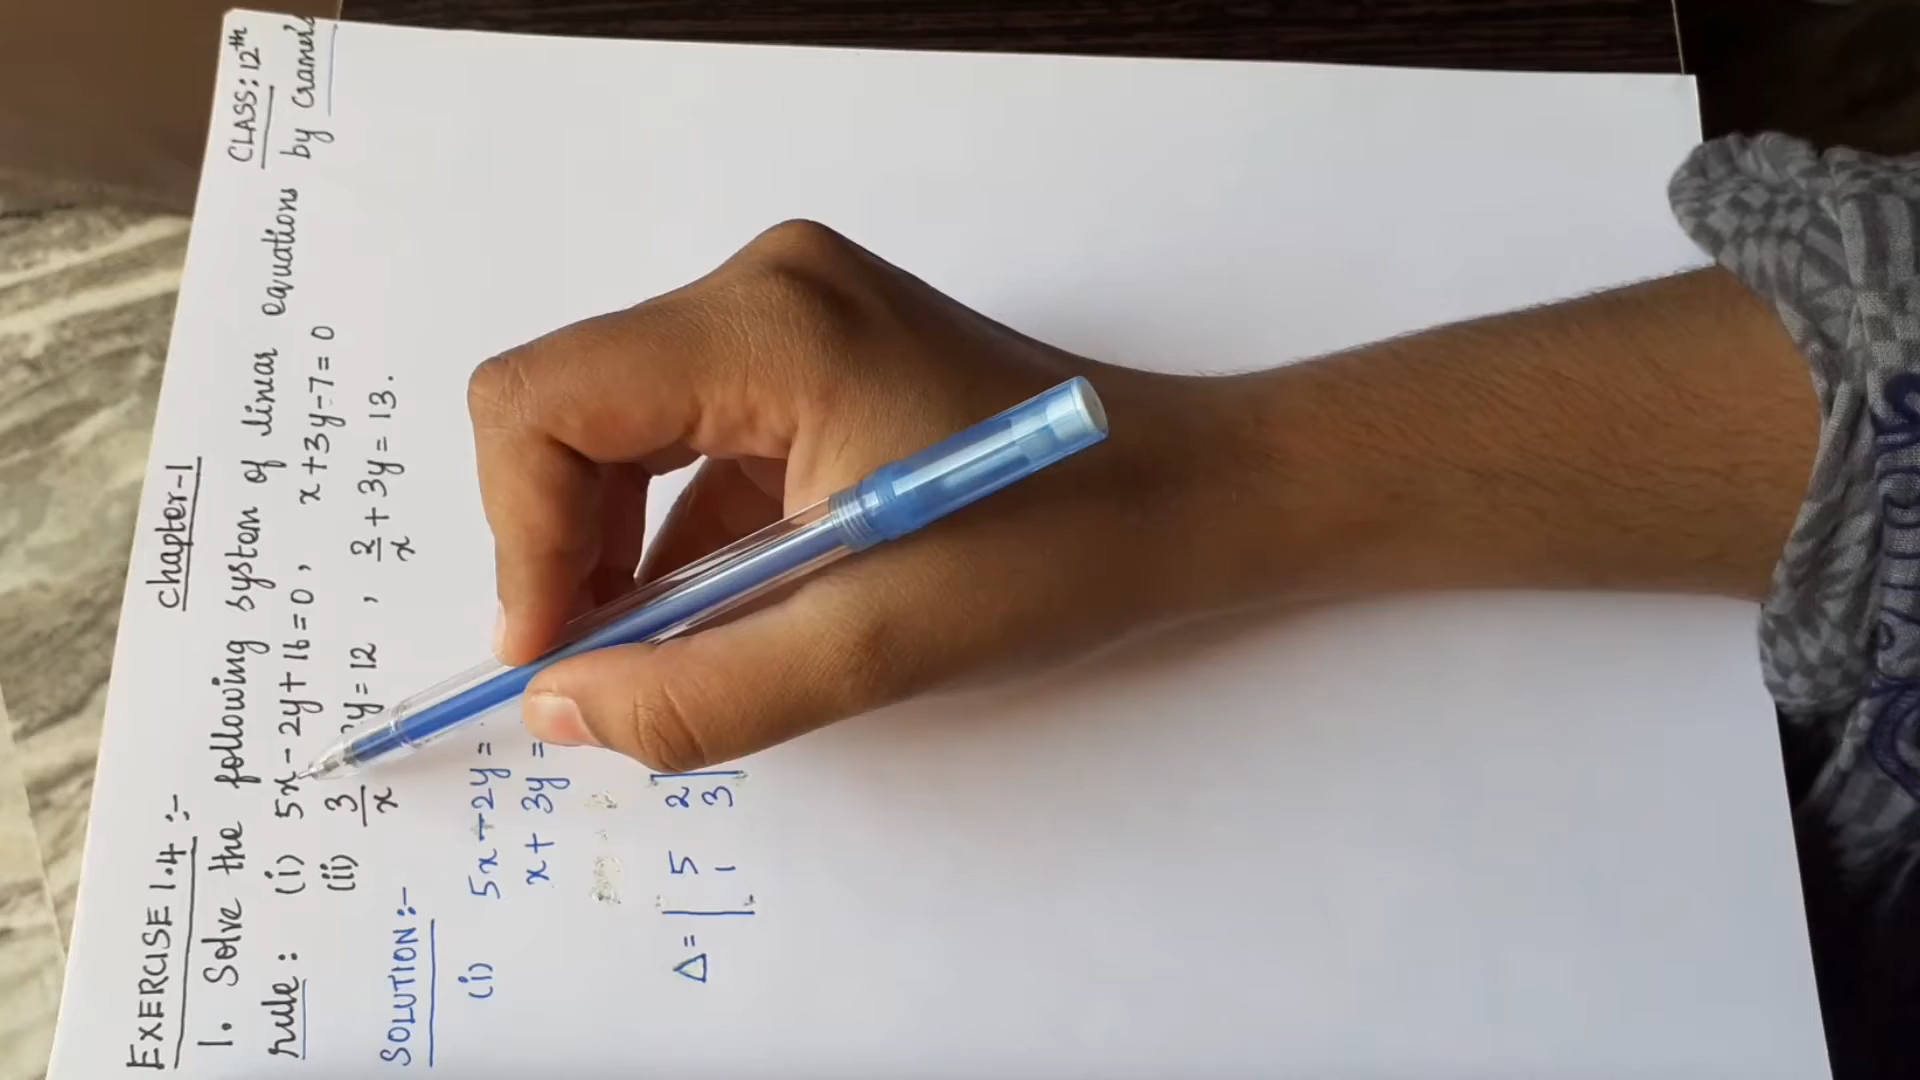 CLASS: 12th
Chapter-1
EXERCISE 1.4 :-
1. Solve the following system of linear equations by Cramer's
rule : (i) 5x - 2y + 16 = 0 , x + 3y - 7 = 0
(ii) 3/x y = 12 , 2/x + 3y = 13.
SOLUTION :-
(i) 5x - 2y =
x + 3y =
Δ = | 5 2 |
| 1 3 |